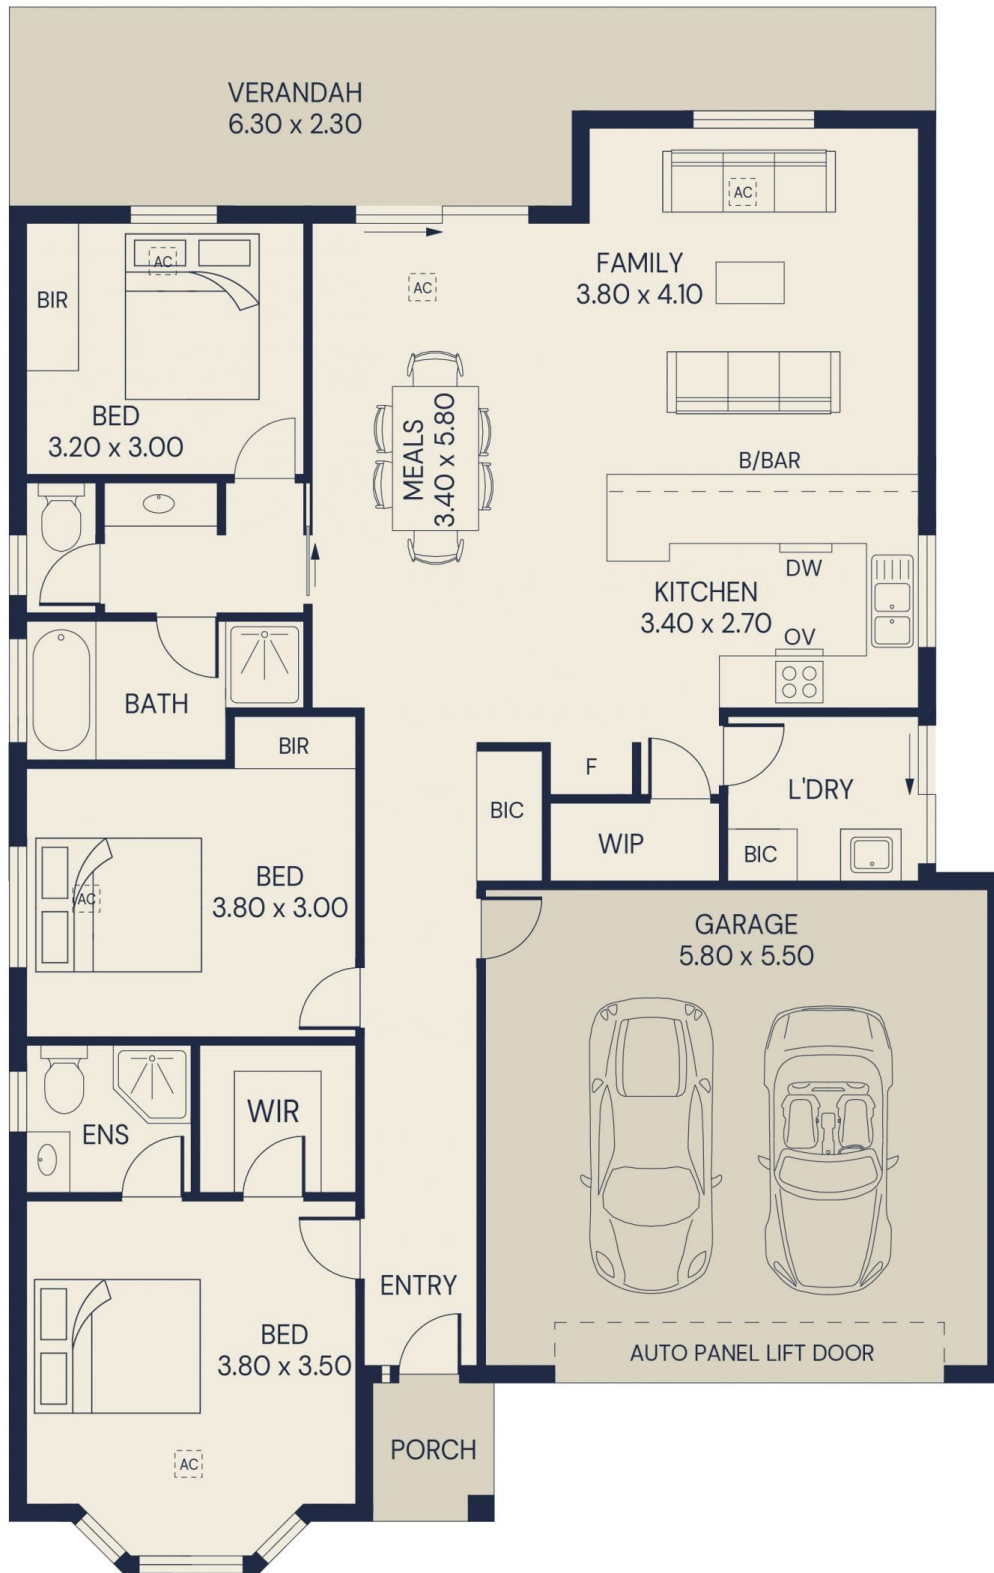 VERANDAH
6.30 x 2.30
AC
FAMILY
3.80 x 4.10
AC
BIR
AC
BED
3.20 x 3.00
MEALS
3.40 x 5.80
B/BAR
DW
KITCHEN
3.40 x 2.70
OV
BATH
BIR
F
L'DRY
BIC
WIP
BIC
BED
3.80 x 3.00
AC
GARAGE
5.80 x 5.50
ENS
WIR
ENTRY
BED
3.80 x 3.50
AUTO PANEL LIFT DOOR
PORCH
AC